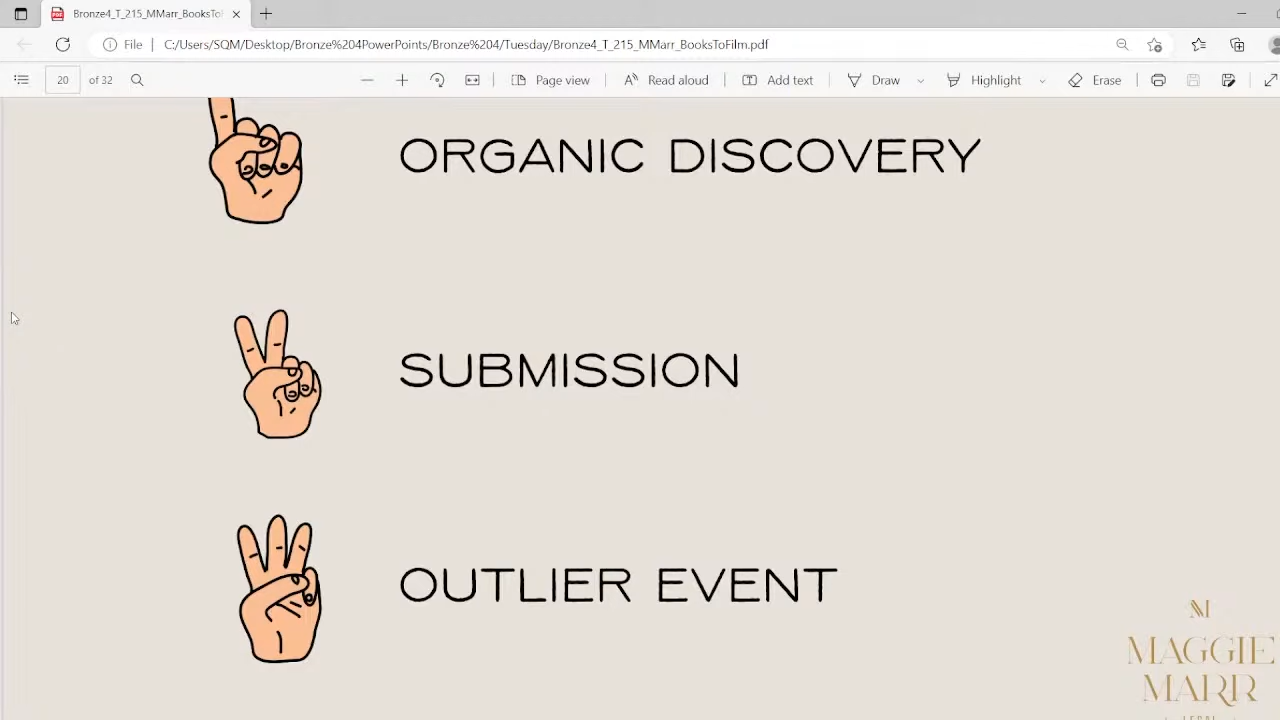 Bronze4_T_215_MMarr_BooksToFi
File
C:/Users/SQM/Desktop/Bronze%204PowerPoints/Bronze%204/Tuesday/Bronze4_T_215_MMarr_BooksToFilm.pdf
20 of 32
Page view
Read aloud
Add text
Draw
Highlight
Erase
ORGANIC DISCOVERY
SUBMISSION
OUTLIER EVENT
MAGGIE
MARR